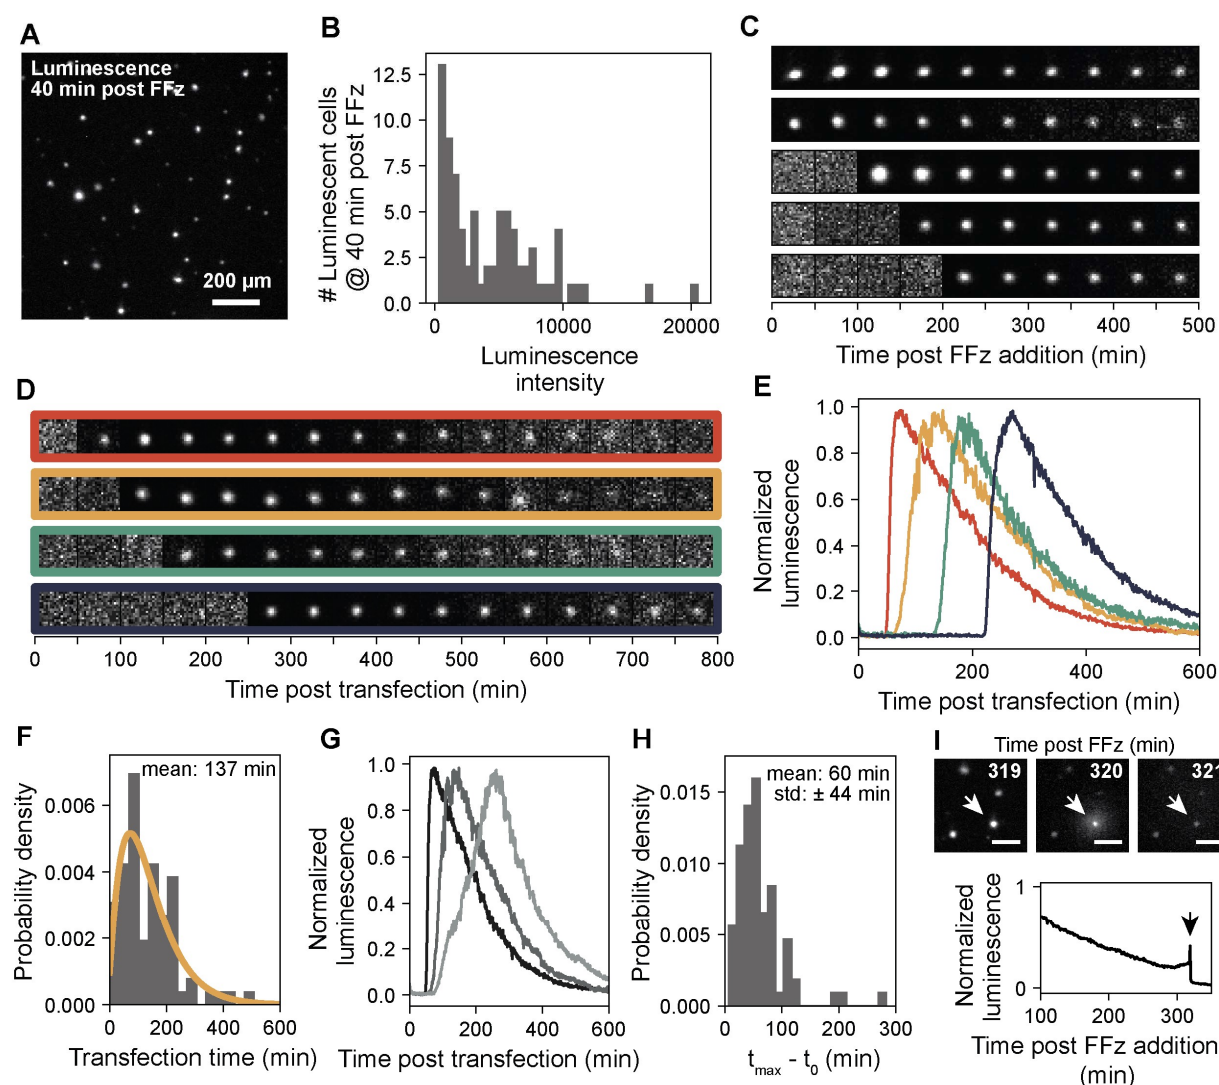 A
Luminescence
40 min post FFz
200 µm
B
# Luminescent cells
@ 40 min post FFz
12.5
10.0
7.5
5.0
2.5
0.0
0 10000 20000
Luminescence
intensity
C
0 100 200 300 400 500
Time post FFz addition (min)
D
0 100 200 300 400 500 600 700 800
Time post transfection (min)
E
Normalized
luminescence
1.0
0.8
0.6
0.4
0.2
0.0
0 200 400 600
Time post transfection (min)
F
mean: 137 min
Probability density
0.006
0.004
0.002
0.000
0 200 400 600
Transfection time (min)
G
Normalized
luminescence
1.0
0.8
0.6
0.4
0.2
0.0
0 200 400 600
Time post transfection (min)
H
mean: 60 min
std: ± 44 min
Probability density
0.015
0.010
0.005
0.000
0 100 200 300
tmax - t0 (min)
I
Time post FFz (min)
319 320 321
Normalized
luminescence
1
0
100 200 300
Time post FFz addition
(min)